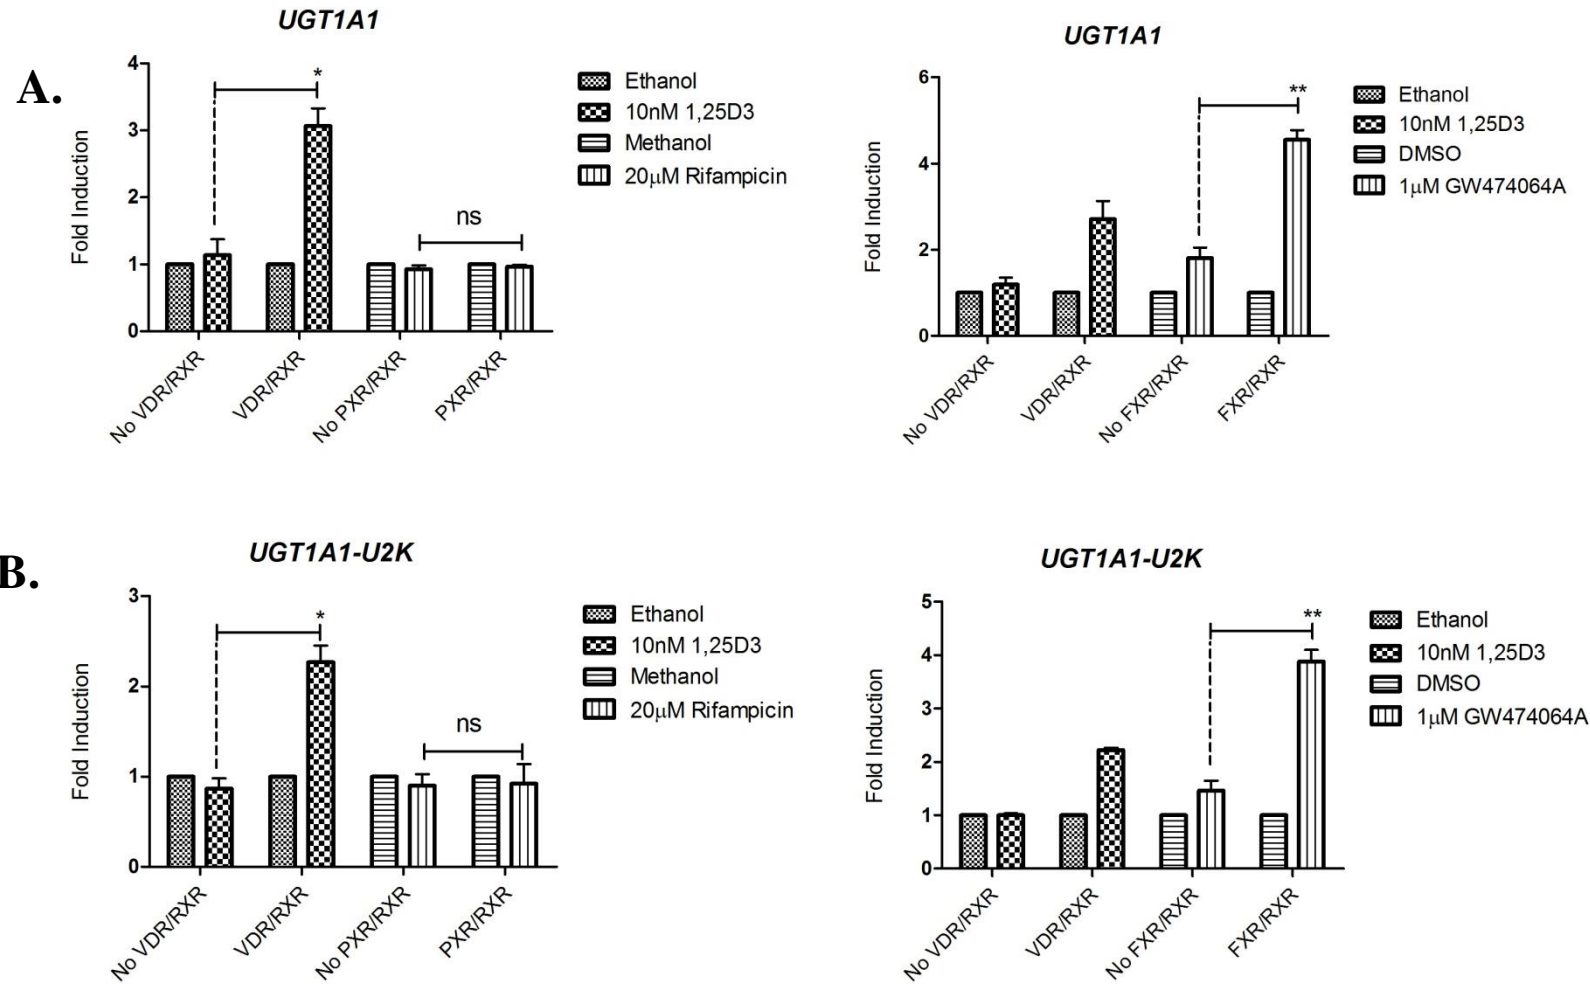 A.
UGT1A1
Fold Induction
4
3
2
1
0
*
ns
No VDR/RXR
VDR/RXR
No PXR/RXR
PXR/RXR
Ethanol
10nM 1,25D3
Methanol
20μM Rifampicin
UGT1A1
Fold Induction
6
4
2
0
**
No VDR/RXR
VDR/RXR
No FXR/RXR
FXR/RXR
Ethanol
10nM 1,25D3
DMSO
1μM GW474064A
B.
UGT1A1-U2K
Fold Induction
3
2
1
0
*
ns
No VDR/RXR
VDR/RXR
No PXR/RXR
PXR/RXR
Ethanol
10nM 1,25D3
Methanol
20μM Rifampicin
UGT1A1-U2K
Fold Induction
5
4
3
2
1
0
**
No VDR/RXR
VDR/RXR
No FXR/RXR
FXR/RXR
Ethanol
10nM 1,25D3
DMSO
1μM GW474064A